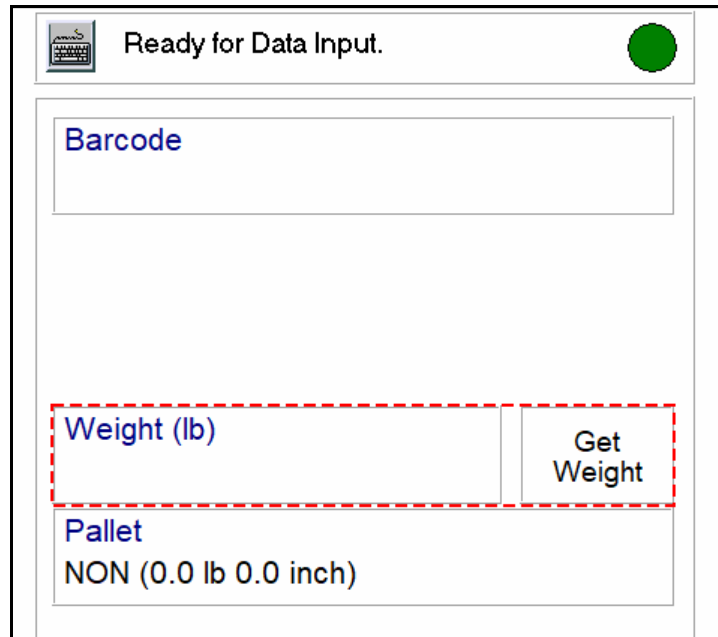 Ready for Data Input.
Barcode
Weight (lb)
Get
Weight
Pallet
NON (0.0 lb 0.0 inch)